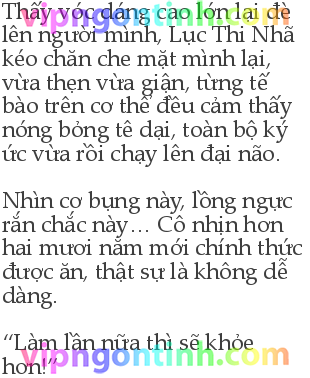 Thấy vóc dáng cao lớn lại đè
lên người mình, Lục Thi Nhã
kéo chăn che mặt mình lại,
vừa thẹn vừa giận, từng tế
bào trên cơ thể đều cảm thấy
nóng bỏng tê dại, toàn bộ ký
ức vừa rồi chạy lên đại não.
Nhìn cơ bụng này, lồng ngực
rắn chắc này… Cô nhịn hơn
hai mươi năm mới chính thức
được ăn, thật sự là không dễ
dàng.
“Làm lần nữa thì sẽ khỏe
hơn!”
vipngontinh.com
vipngontinh.com